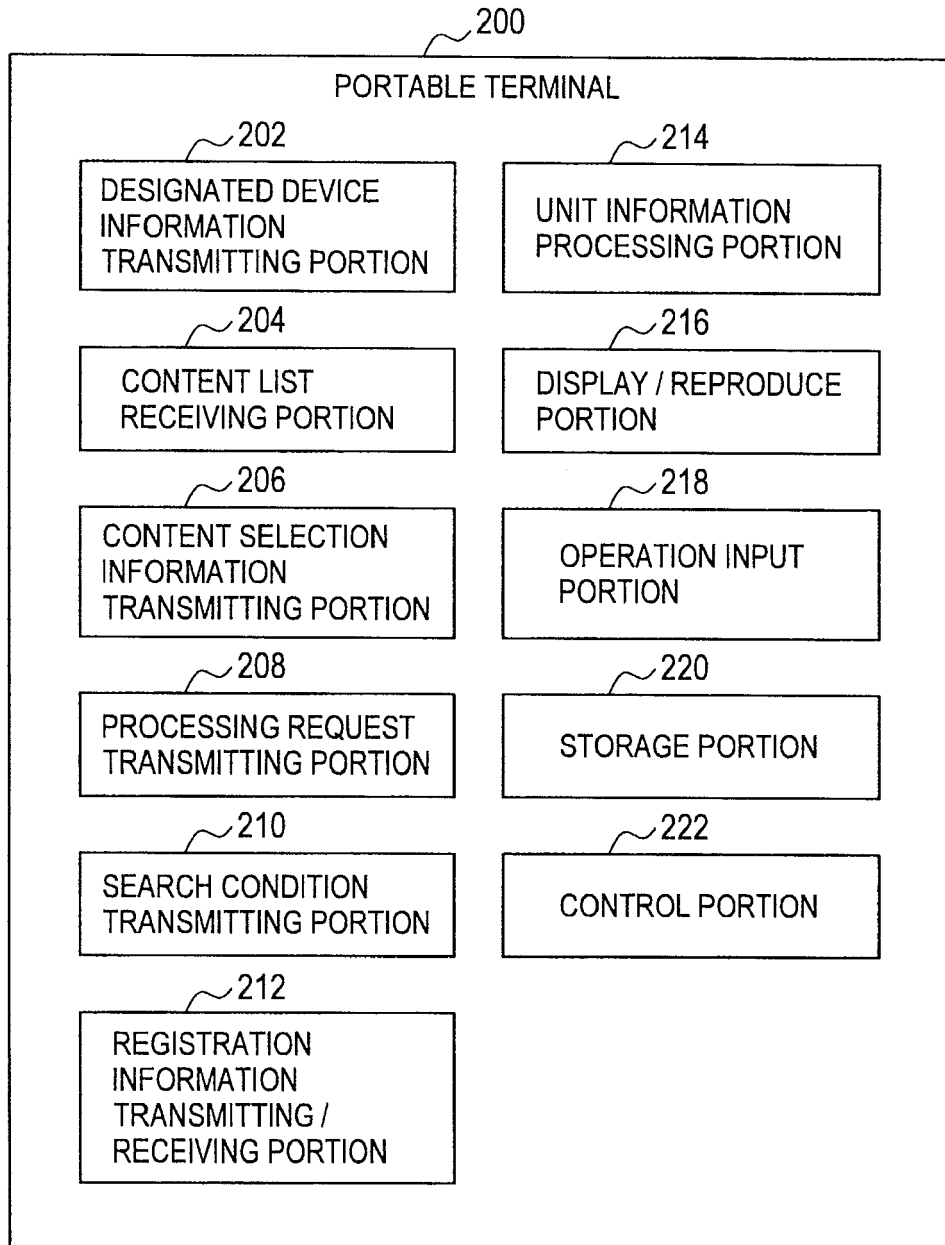 200
PORTABLE TERMINAL
202
DESIGNATED DEVICE
INFORMATION
TRANSMITTING PORTION
204
CONTENT LIST
RECEIVING PORTION
206
CONTENT SELECTION
INFORMATION
TRANSMITTING PORTION
208
PROCESSING REQUEST
TRANSMITTING PORTION
210
SEARCH CONDITION
TRANSMITTING PORTION
212
REGISTRATION
INFORMATION
TRANSMITTING /
RECEIVING PORTION
214
UNIT INFORMATION
PROCESSING PORTION
216
DISPLAY / REPRODUCE
PORTION
218
OPERATION INPUT
PORTION
220
STORAGE PORTION
222
CONTROL PORTION